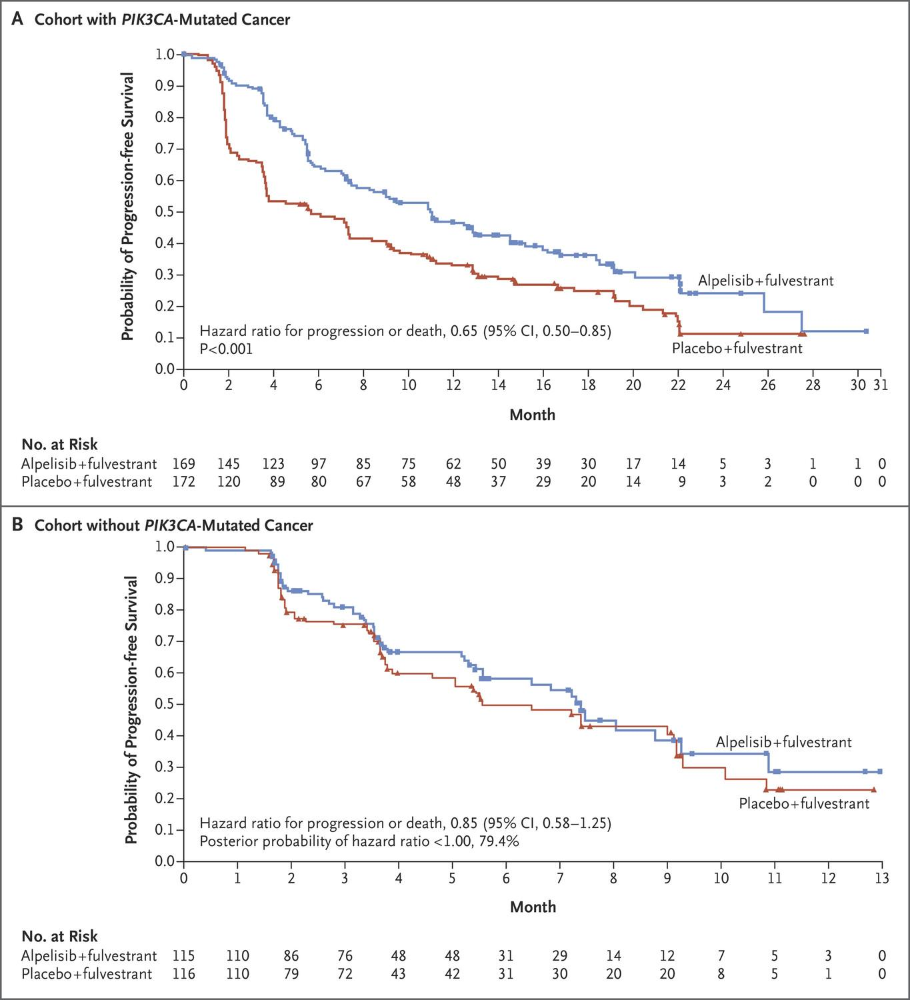 A Cohort with PIK3CA-Mutated Cancer
Probability of Progression-free Survival
1.0
0.9
0.8
0.7
0.6
0.5
0.4
0.3
0.2
0.1
0.0
Alpelisib+fulvestrant
Hazard ratio for progression or death, 0.65 (95% CI, 0.50–0.85)
P<0.001
Placebo+fulvestrant
0 2 4 6 8 10 12 14 16 18 20 22 24 26 28 30 31
Month
No. at Risk
Alpelisib+fulvestrant 169 145 123 97 85 75 62 50 39 30 17 14 5 3 1 1 0
Placebo+fulvestrant 172 120 89 80 67 58 48 37 29 20 14 9 3 2 0 0 0
B Cohort without PIK3CA-Mutated Cancer
Probability of Progression-free Survival
1.0
0.9
0.8
0.7
0.6
0.5
0.4
0.3
0.2
0.1
0.0
Alpelisib+fulvestrant
Placebo+fulvestrant
Hazard ratio for progression or death, 0.85 (95% CI, 0.58–1.25)
Posterior probability of hazard ratio <1.00, 79.4%
0 1 2 3 4 5 6 7 8 9 10 11 12 13
Month
No. at Risk
Alpelisib+fulvestrant 115 110 86 76 48 48 31 29 14 12 7 5 3 0
Placebo+fulvestrant 116 110 79 72 43 42 31 30 20 20 8 5 1 0